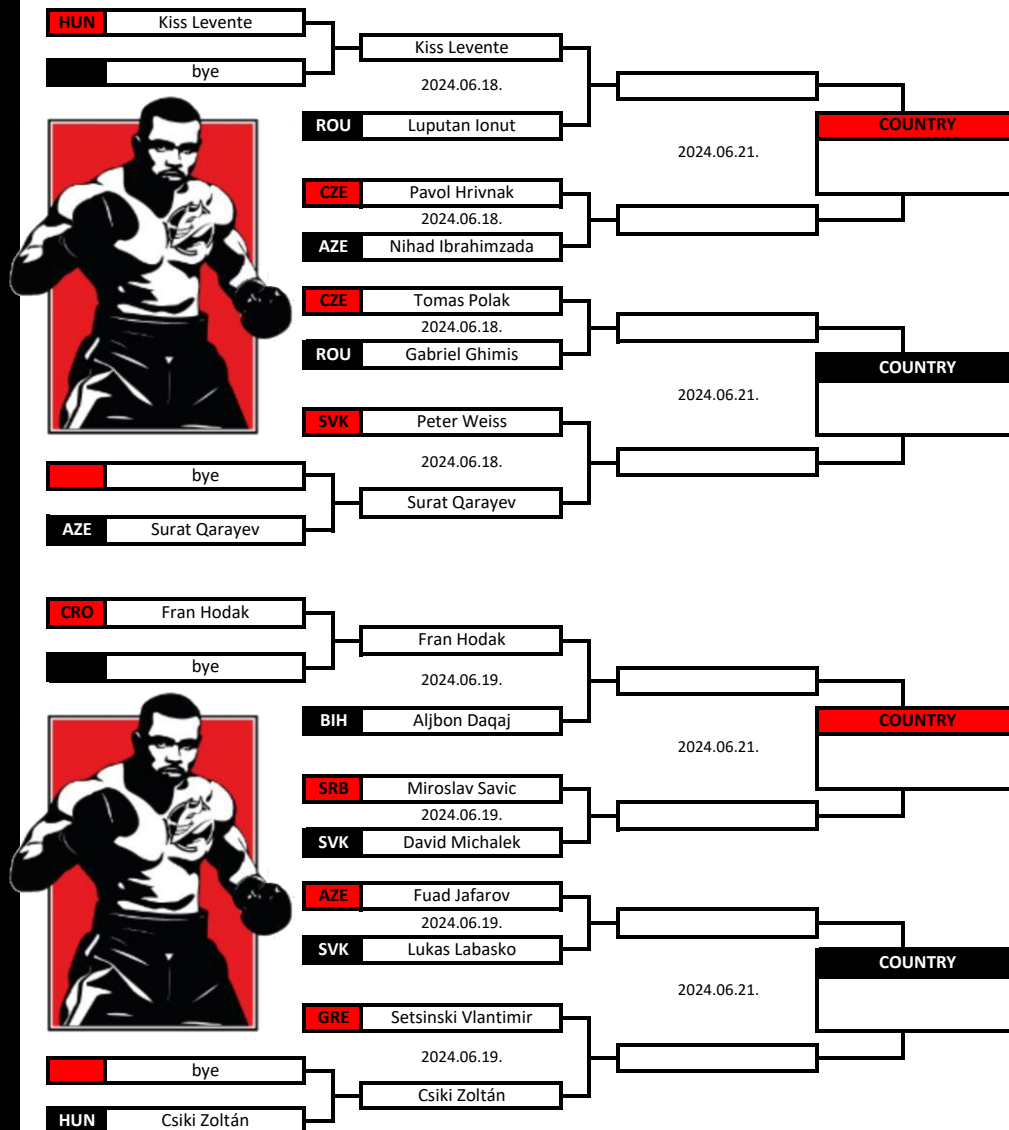 HUN Kiss Levente
Kiss Levente
bye
2024.06.18.
ROU Luputan Ionut
COUNTRY
2024.06.21.
CZE Pavol Hrivnak
2024.06.18.
AZE Nihad Ibrahimzada
CZE Tomas Polak
2024.06.18.
ROU Gabriel Ghimis
COUNTRY
2024.06.21.
SVK Peter Weiss
2024.06.18.
bye
Surat Qarayev
AZE Surat Qarayev
CRO Fran Hodak
Fran Hodak
bye
2024.06.19.
BIH Aljbon Daqaj
COUNTRY
2024.06.21.
SRB Miroslav Savic
2024.06.19.
SVK David Michalek
AZE Fuad Jafarov
2024.06.19.
SVK Lukas Labasko
COUNTRY
2024.06.21.
GRE Setsinski Vlantimir
2024.06.19.
bye
Csiki Zoltán
HUN Csiki Zoltán